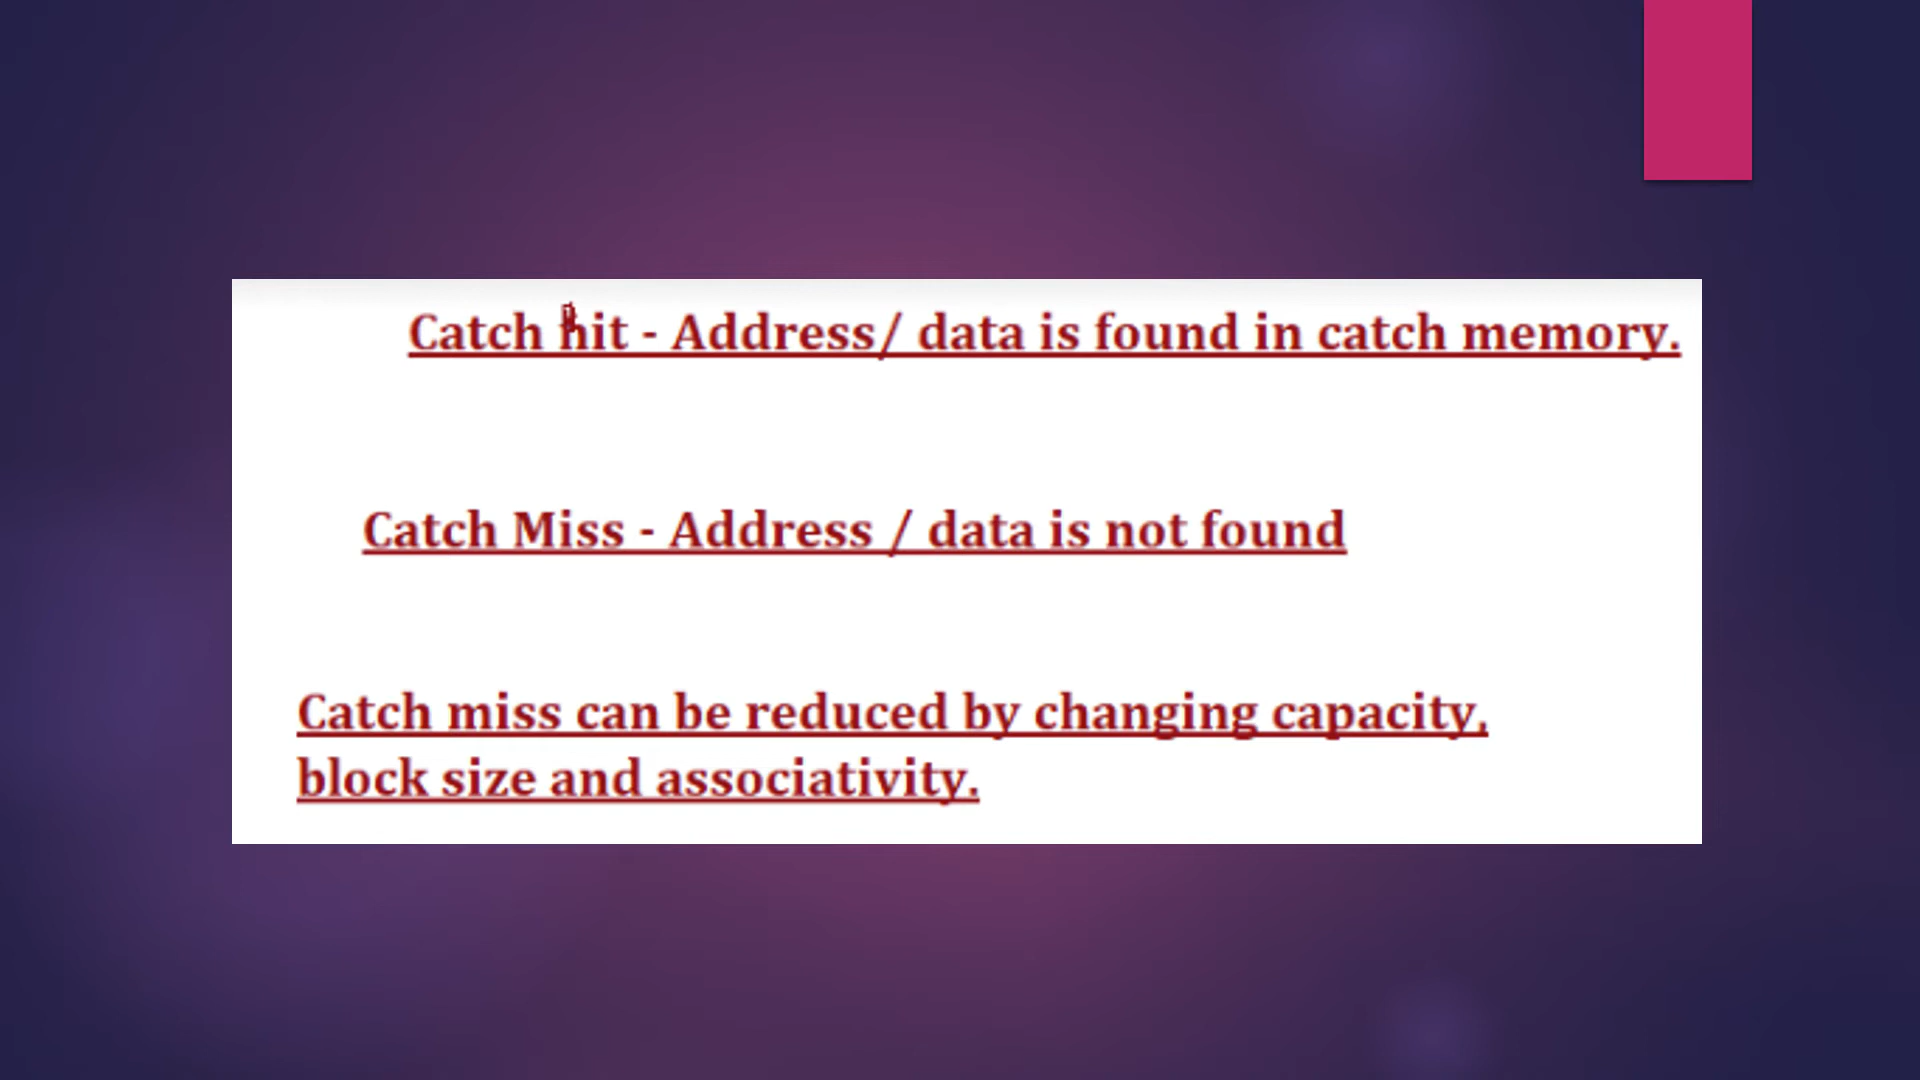 Catch hit - Address/ data is found in catch memory.
Catch Miss - Address / data is not found
Catch miss can be reduced by changing capacity,
block size and associativity.